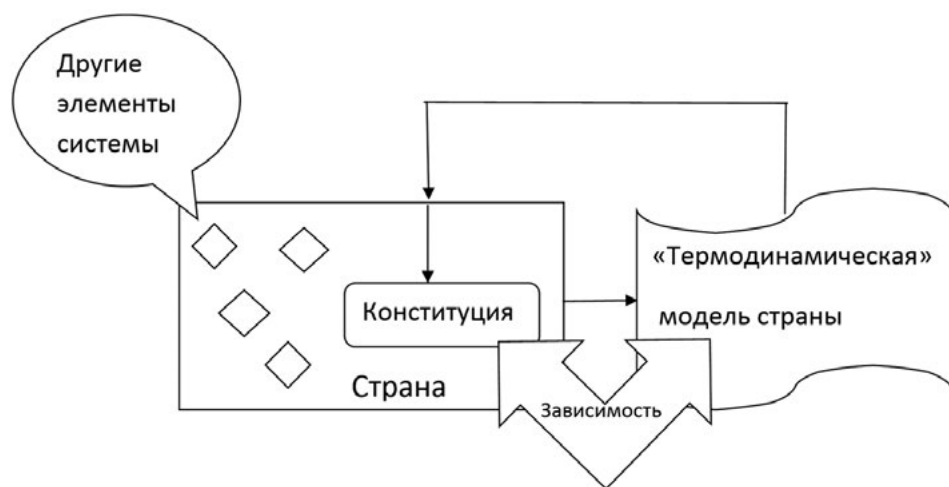 Другие
элементы
системы
«Термодинамическая»
модель страны
Конституция
Страна
Зависимость